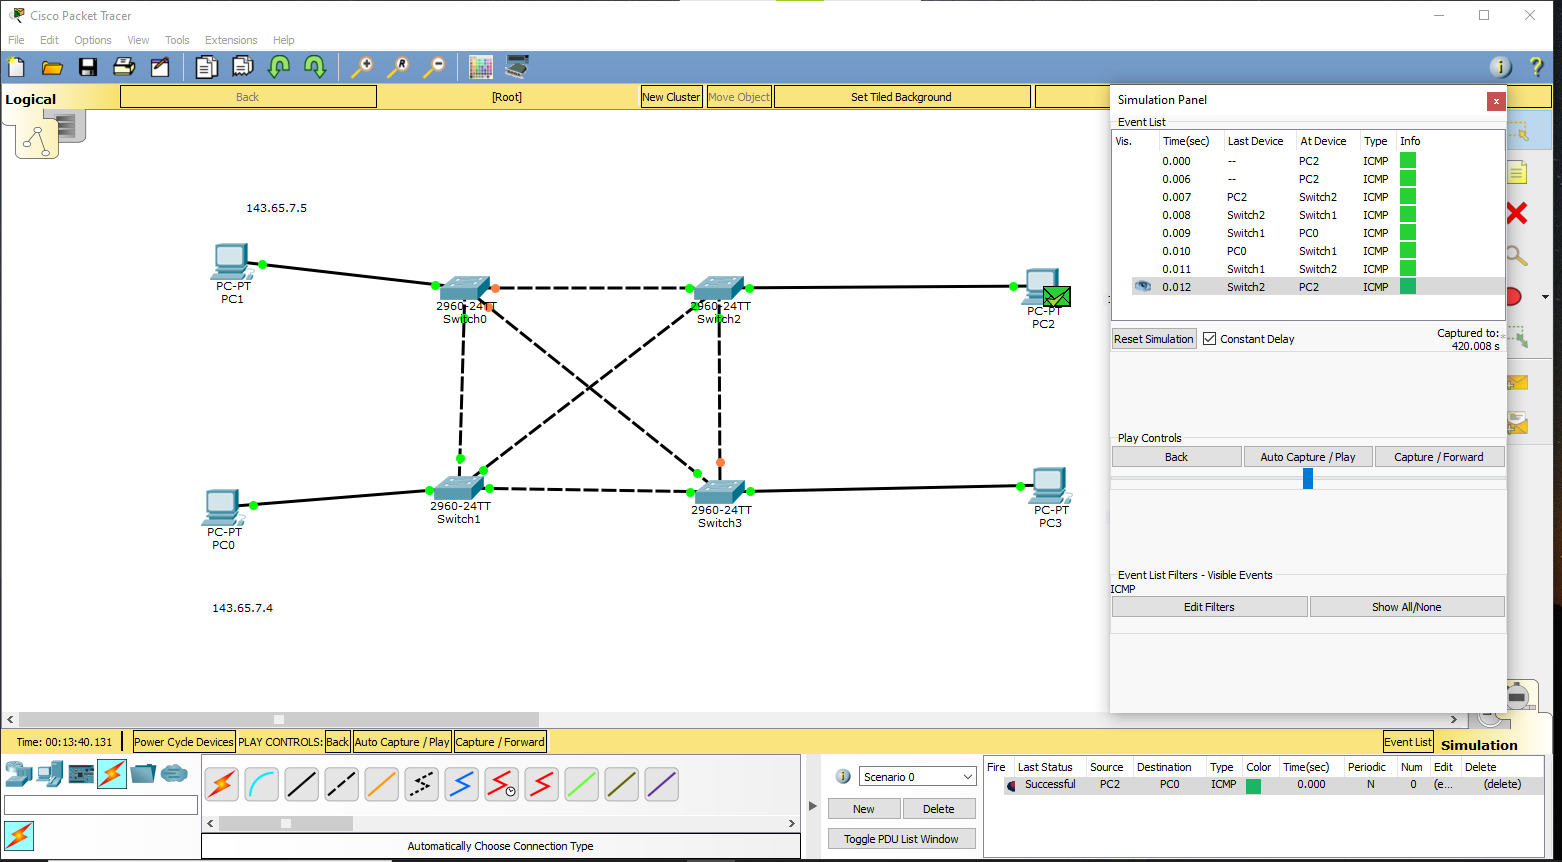 Cisco Packet Tracer
File Edit Options View Tools Extensions Help
Logical
Back
[Root]
New Cluster
Move Object
Set Tiled Background
143.65.7.5
PC-PT
PC1
2960-24TT
Switch0
2960-24TT
Switch2
PC-PT
PC2
PC-PT
PC0
2960-24TT
Switch1
2960-24TT
Switch3
PC-PT
PC3
143.65.7.4
Simulation Panel
x
Event List
Vis. Time(sec) Last Device At Device Type Info
0.000 -- PC2 ICMP
0.006 -- PC2 ICMP
0.007 PC2 Switch2 ICMP
0.008 Switch2 Switch1 ICMP
0.009 Switch1 PC0 ICMP
0.010 PC0 Switch1 ICMP
0.011 Switch1 Switch2 ICMP
0.012 Switch2 PC2 ICMP
Reset Simulation
Constant Delay
Captured to:
420.008 s
Play Controls
Back
Auto Capture / Play
Capture / Forward
Event List Filters - Visible Events
ICMP
Edit Filters
Show All/None
Time: 00:13:40.131
Power Cycle Devices
PLAY CONTROLS:
Back
Auto Capture / Play
Capture / Forward
Event List
Simulation
Automatically Choose Connection Type
Scenario 0
New
Delete
Toggle PDU List Window
Fire Last Status Source Destination Type Color Time(sec) Periodic Num Edit Delete
Successful PC2 PC0 ICMP 0.000 N 0 (e... (delete)